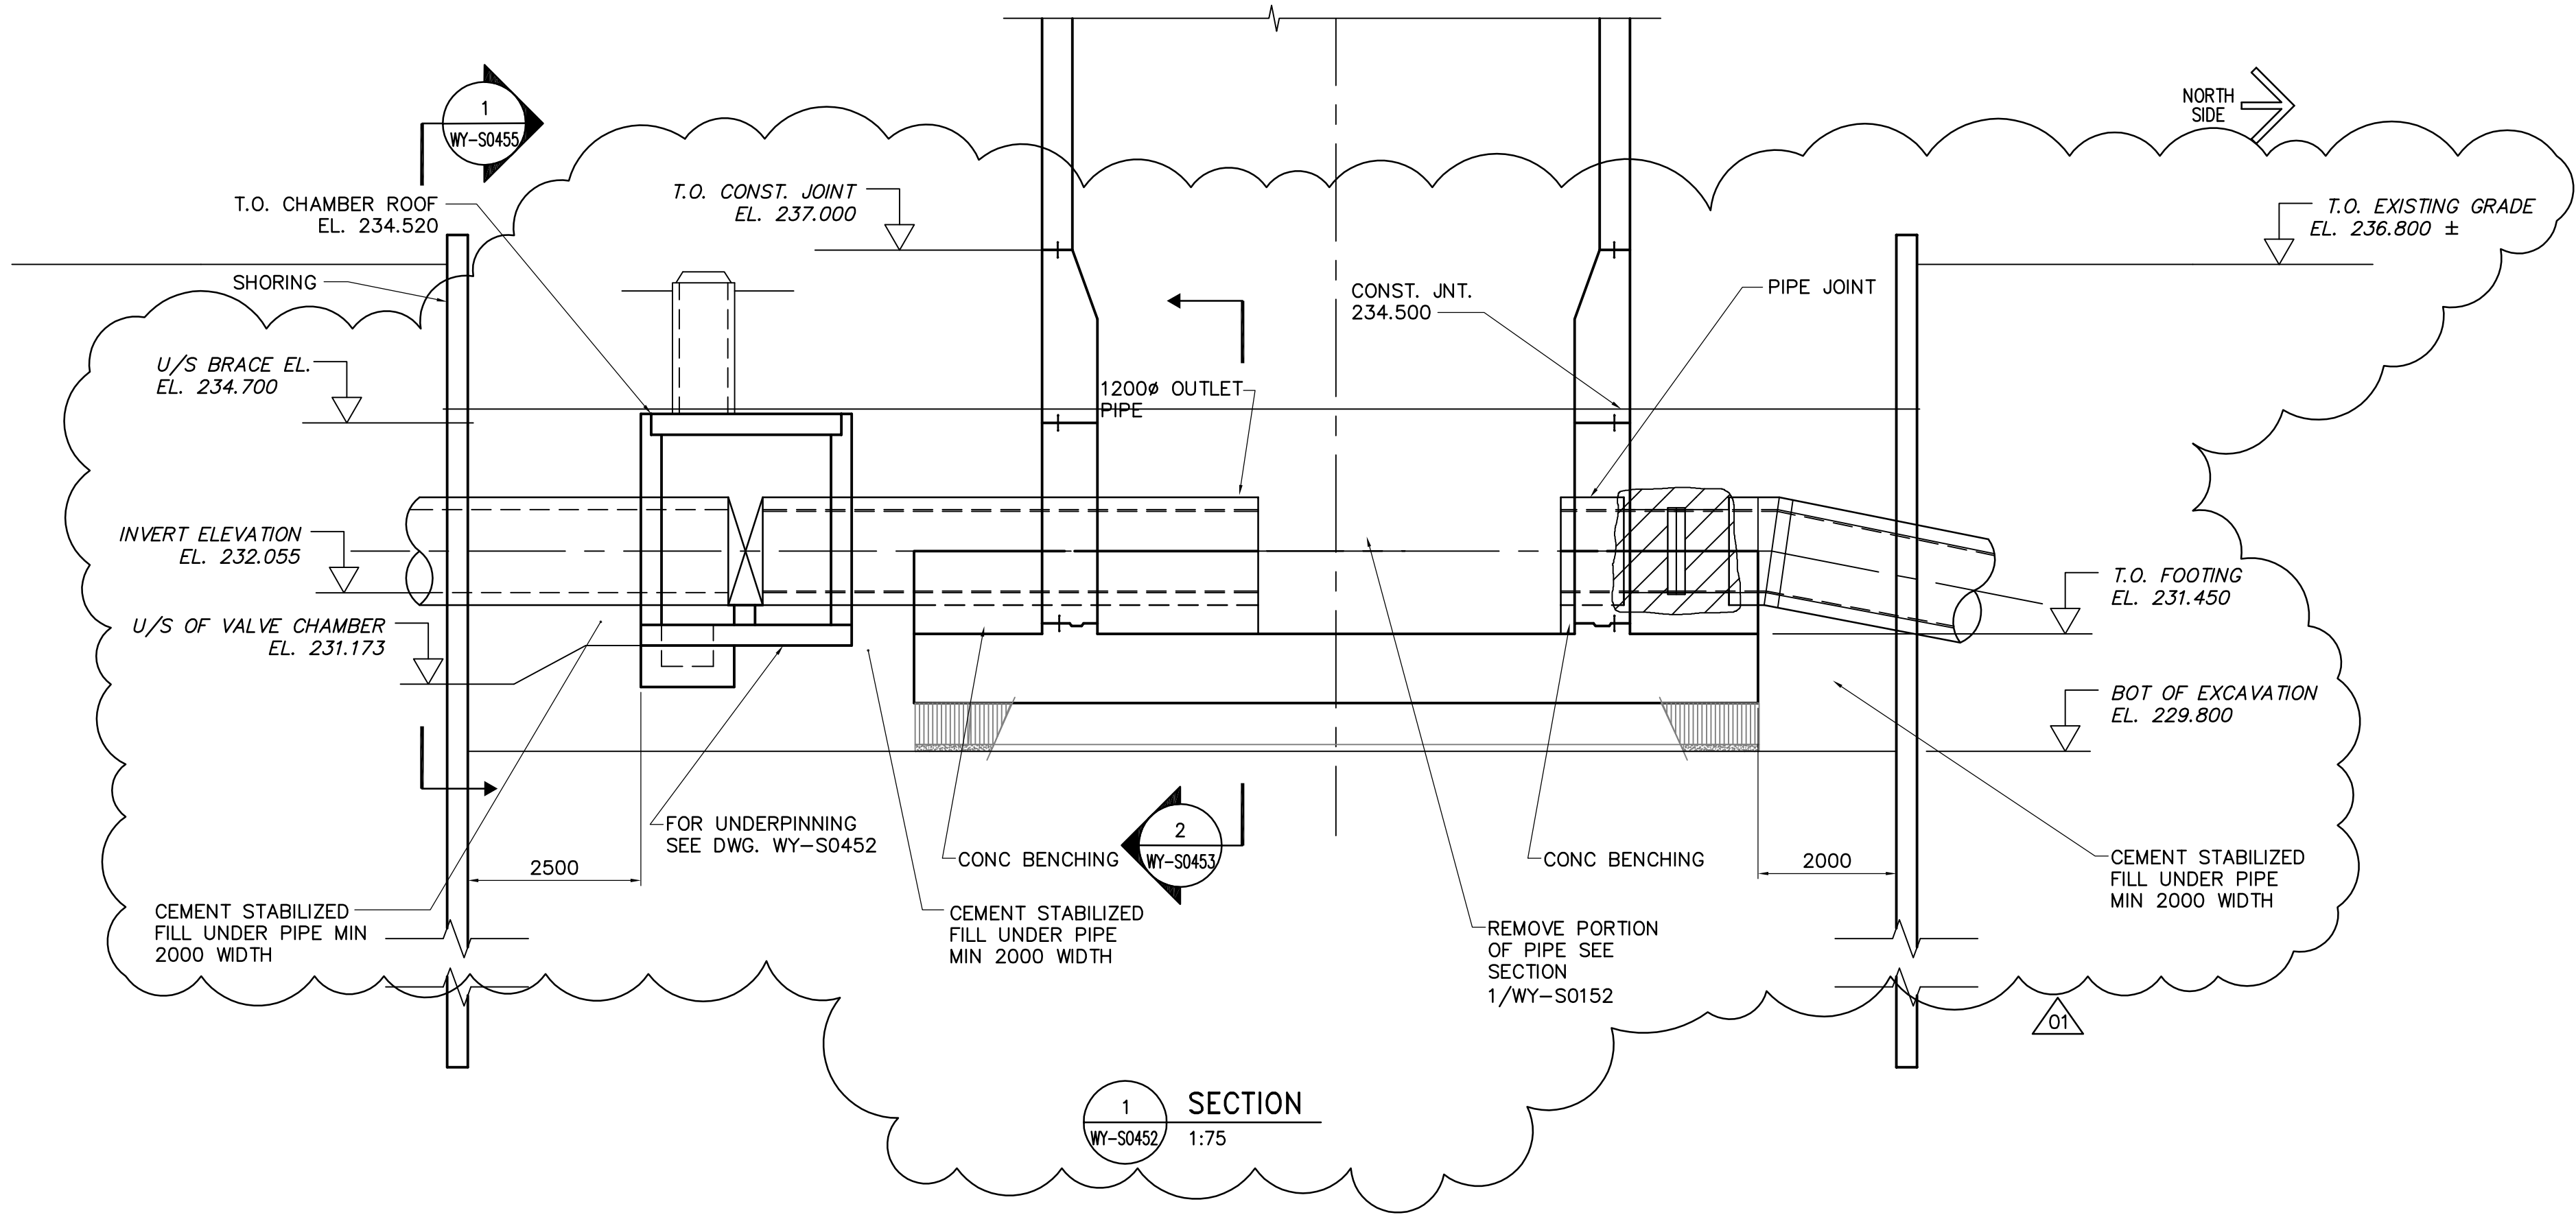 1
WY-S0455
NORTH
SIDE
T.O. CHAMBER ROOF
EL. 234.520
T.O. CONST. JOINT
EL. 237.000
T.O. EXISTING GRADE
EL. 236.800 ±
SHORING
CONST. JNT.
234.500
PIPE JOINT
U/S BRACE EL.
EL. 234.700
1200ø OUTLET
PIPE
INVERT ELEVATION
EL. 232.055
T.O. FOOTING
EL. 231.450
U/S OF VALVE CHAMBER
EL. 231.173
BOT OF EXCAVATION
EL. 229.800
FOR UNDERPINNING
SEE DWG. WY-S0452
2500
CONC BENCHING
2
WY-S0453
CONC BENCHING
2000
CEMENT STABILIZED
FILL UNDER PIPE
MIN 2000 WIDTH
CEMENT STABILIZED
FILL UNDER PIPE MIN
2000 WIDTH
CEMENT STABILIZED
FILL UNDER PIPE
MIN 2000 WIDTH
REMOVE PORTION
OF PIPE SEE
SECTION
1/WY-S0152
01
1
WY-S0452
SECTION
1:75